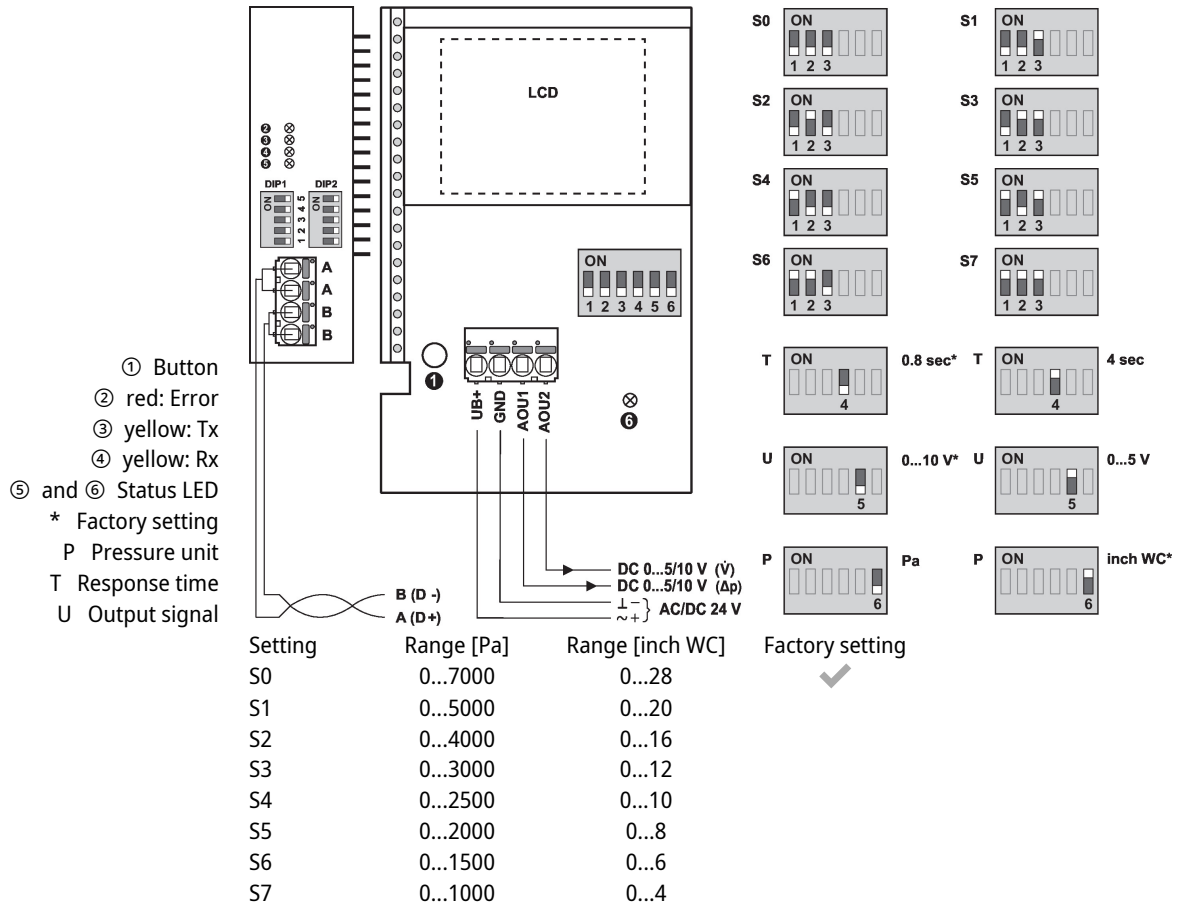 LCD
❷
❸
❹
❺
DIP1 DIP2
ON ON
1 2 3 4 5
A
A
B
B
ON
1 2 3 4 5 6
❶
UB+
GND
AOU1
AOU2
❻
DC 0...5/10 V (V̇)
DC 0...5/10 V (Δp)
⊥ −
~ + } AC/DC 24 V
B (D -)
A (D+)
① Button
② red: Error
③ yellow: Tx
④ yellow: Rx
⑤ and ⑥ Status LED
* Factory setting
P Pressure unit
T Response time
U Output signal
S0 ON
1 2 3
S1 ON
1 2 3
S2 ON
1 2 3
S3 ON
1 2 3
S4 ON
1 2 3
S5 ON
1 2 3
S6 ON
1 2 3
S7 ON
1 2 3
T ON 0.8 sec*
4
T ON 4 sec
4
U ON 0...10 V*
5
U ON 0...5 V
5
P ON Pa
6
P ON inch WC*
6
Setting Range [Pa] Range [inch WC] Factory setting
S0 0...7000 0...28 ✔
S1 0...5000 0...20
S2 0...4000 0...16
S3 0...3000 0...12
S4 0...2500 0...10
S5 0...2000 0...8
S6 0...1500 0...6
S7 0...1000 0...4